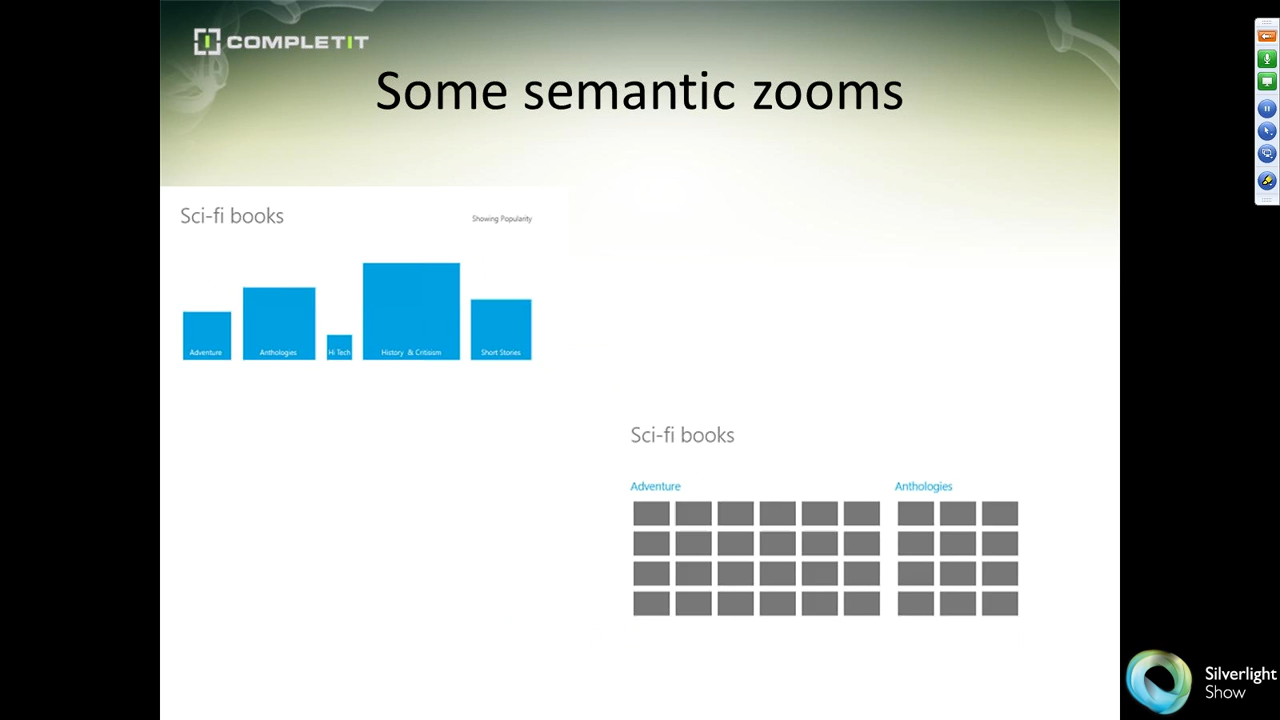 COMPLETIT
Some semantic zooms
Sci-fi books
Showing Popularity
Adventure
Anthologies
Hi Tech
History & Critisism
Short Stories
Sci-fi books
Adventure
Anthologies
Silverlight
Show